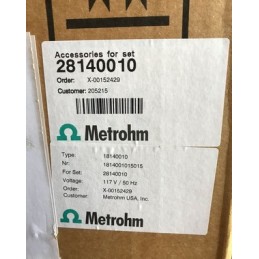 Accessories for set
28140010
Order: X-00152429
Customer: 205215
Ω Metrohm
Ω Metrohm
Type: 18140010
Nr.: 1814001015015
For Set: 28140010
Voltage: 117 V / 50 Hz
Order: X-00152429
Customer: Metrohm USA, Inc.